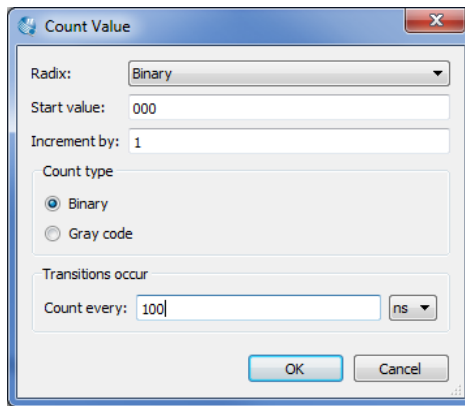 Count Value
Radix: Binary
Start value: 000
Increment by: 1
Count type
Binary
Gray code
Transitions occur
Count every: 100 ns
OK Cancel